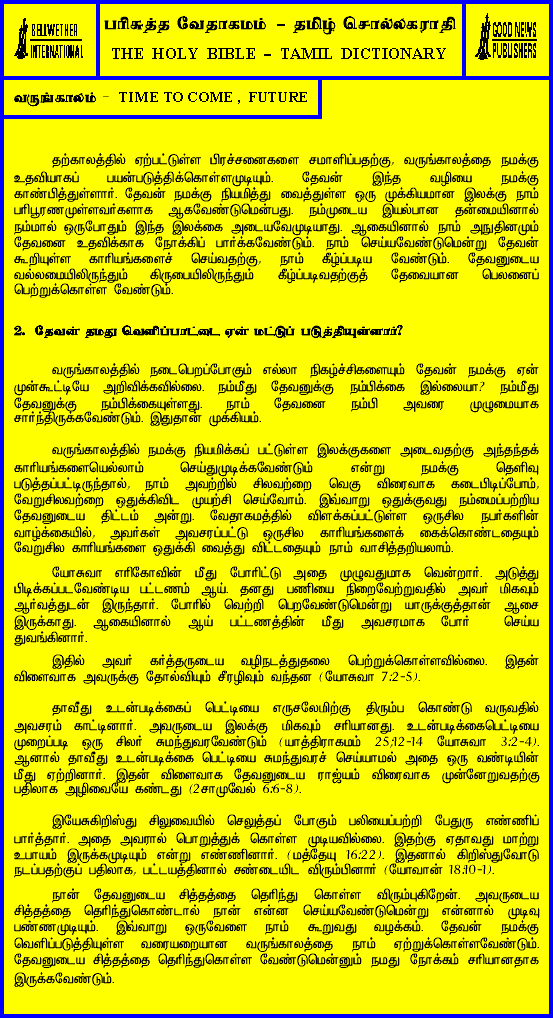 BELLWETHER
INTERNATIONAL
பரிசுத்த வேதாகமம் – தமிழ் சொல்லகராதி
THE HOLY BIBLE – TAMIL DICTIONARY
GOOD NEWS
PUBLISHERS
வருங்காலம் – TIME TO COME , FUTURE
தற்காலத்தில் ஏற்பட்டுள்ள பிரச்சனைகளை சமாளிப்பதற்கு, வருங்காலத்தை நமக்கு
உதவியாகப் பயன்படுத்திக்கொள்ளமுடியும். தேவன் இந்த வழியை நமக்கு
காண்பித்துள்ளார். தேவன் நமக்கு நியமித்து வைத்துள்ள ஒரு முக்கியமான இலக்கு நாம்
பரிபூரணமுள்ளவர்களாக ஆகவேண்டுமென்பது. நம்முடைய இயல்பான தன்மையினால்
நம்மால் ஒருபோதும் இந்த இலக்கை அடையவேமுடியாது. ஆகையினால் நாம் அநுதினமும்
தேவனை உதவிக்காக நோக்கிப் பார்க்கவேண்டும். நாம் செய்யவேண்டுமென்று தேவன்
கூறியுள்ள காரியங்களைச் செய்வதற்கு, நாம் கீழ்ப்படிய வேண்டும். தேவனுடைய
வல்லமையிலிருந்தும் கிருபையிலிருந்தும் கீழ்ப்படிவதற்குத் தேவையான பெலனைப்
பெற்றுக்கொள்ள வேண்டும்.
2. தேவன் தமது வெளிப்பாட்டை ஏன் மட்டுப் படுத்தியுள்ளார்?
வருங்காலத்தில் நடைபெறப்போகும் எல்லா நிகழ்ச்சிகளையும் தேவன் நமக்கு ஏன்
முன்கூட்டியே அறிவிக்கவில்லை. நம்மீது தேவனுக்கு நம்பிக்கை இல்லையா? நம்மீது
தேவனுக்கு நம்பிக்கையுள்ளது. நாம் தேவனை நம்பி அவரை முழுமையாக
சார்ந்திருக்கவேண்டும். இதுதான் முக்கியம்.
வருங்காலத்தில் நமக்கு நியமிக்கப் பட்டுள்ள இலக்குகளை அடைவதற்கு அந்தந்தக்
காரியங்களையெல்லாம் செய்துமுடிக்கவேண்டும் என்று நமக்கு தெளிவு
படுத்தப்பட்டிருந்தால், நாம் அவற்றில் சிலவற்றை வெகு விரைவாக கடைபிடிப்போம்,
வேறுசிலவற்றை ஒதுக்கிவிட முயற்சி செய்வோம். இவ்வாறு ஒதுக்குவது நம்மைப்பற்றிய
தேவனுடைய திட்டம் அன்று. வேதாகமத்தில் விளக்கப்பட்டுள்ள ஒருசில நபர்களின்
வாழ்க்கையில், அவர்கள் அவசரப்பட்டு ஒருசில காரியங்களைக் கைக்கொண்டதையும்
வேறுசில காரியங்களை ஒதுக்கி வைத்து விட்டதையும் நாம் வாசித்தறியலாம்.
யோசுவா எரிகோவின் மீது போரிட்டு அதை முழுவதுமாக வென்றார். அடுத்து
பிடிக்கப்படவேண்டிய பட்டணம் ஆய். தனது பணியை நிறைவேற்றுவதில் அவர் மிகவும்
ஆர்வத்துடன் இருந்தார். போரில் வெற்றி பெறவேண்டுமென்று யாருக்குத்தான் ஆசை
இருக்காது. ஆகையினால் ஆய் பட்டணத்தின் மீது அவசரமாக போர் செய்ய
துவங்கினார்.
இதில் அவர் கர்த்தருடைய வழிநடத்துதலை பெற்றுக்கொள்ளவில்லை. இதன்
விளைவாக அவருக்கு தோல்வியும் சீரழிவும் வந்தன (யோசுவா 7:2-5).
தாவீது உடன்படிக்கைப் பெட்டியை எருசலேமிற்கு திரும்ப கொண்டு வருவதில்
அவசரம் காட்டினார். அவருடைய இலக்கு மிகவும் சரியானது. உடன்படிக்கைபெட்டியை
முறைப்படி ஒரு சிலர் சுமந்துவரவேண்டும் (யாத்திராகமம் 25;12-14 யோசுவா 3:2-4).
ஆனால் தாவீது உடன்படிக்கை பெட்டியை சுமந்துவரச் செய்யாமல் அதை ஒரு வண்டியின்
மீது ஏற்றினார். இதன் விளைவாக தேவனுடைய ராஜ்யம் விரைவாக முன்னேறுவதற்கு
பதிலாக அழிவையே கண்டது (2சாமுவேல் 6:6-8).
இயேசுகிறிஸ்து சிலுவையில் செலுத்தப் போகும் பலியைப்பற்றி பேதுரு எண்ணிப்
பார்த்தார். அதை அவரால் பொறுத்துக் கொள்ள முடியவில்லை. இதற்கு ஏதாவது மாற்று
உபாயம் இருக்கமுடியும் என்று எண்ணினார். (மத்தேயு 16:22). இதனால் கிறிஸ்துவோடு
நடப்பதற்குப் பதிலாக, பட்டயத்தினால் சண்டையிட விரும்பினார் (யோவான் 18:10-1).
நான் தேவனுடைய சித்தத்தை தெரிந்து கொள்ள விரும்புகிறேன். அவருடைய
சித்தத்தை தெரிந்துகொண்டால் நான் என்ன செய்யவேண்டுமென்று என்னால் முடிவு
பண்ணமுடியும். இவ்வாறு ஒருவேளை நாம் கூறுவது வழக்கம். தேவன் நமக்கு
வெளிப்படுத்தியுள்ள வரையறையான வருங்காலத்தை நாம் ஏற்றுக்கொள்ளவேண்டும்.
தேவனுடைய சித்தத்தை தெரிந்துகொள்ள வேண்டுமென்னும் நமது நோக்கம் சரியானதாக
இருக்கவேண்டும்.